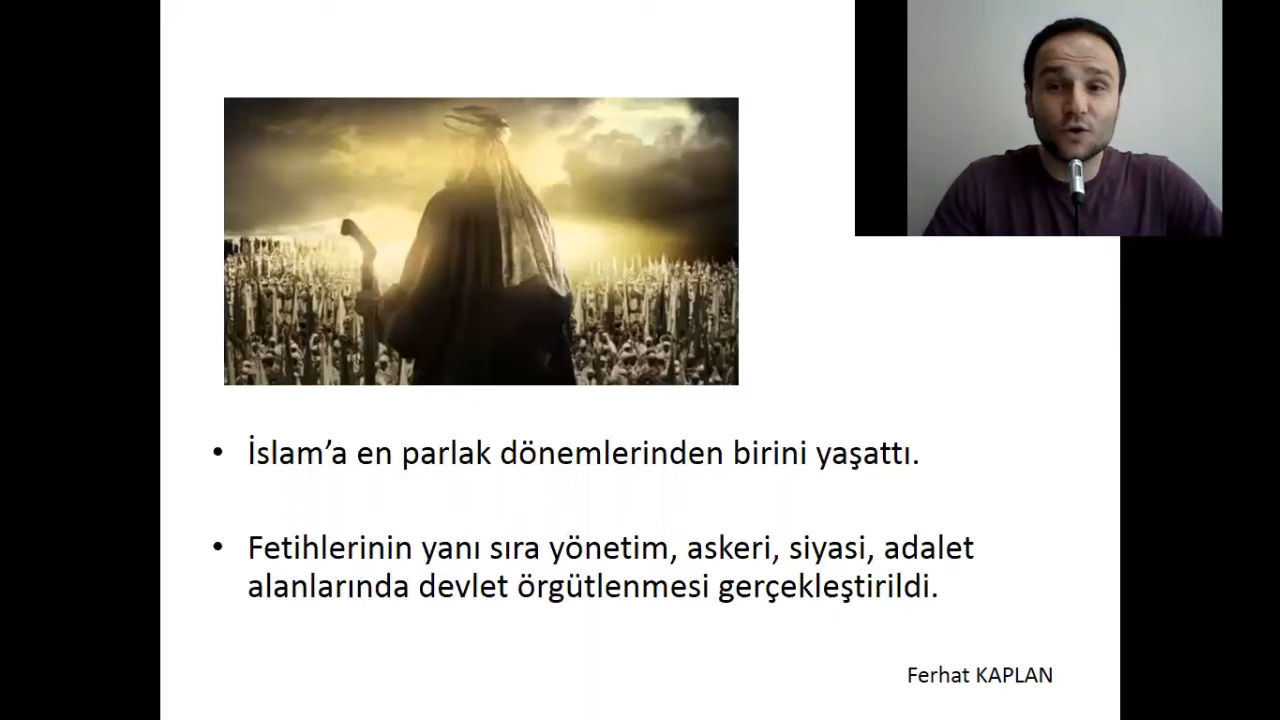 • İslam’a en parlak dönemlerinden birini yaşattı.
• Fetihlerinin yanı sıra yönetim, askeri, siyasi, adalet
alanlarında devlet örgütlenmesi gerçekleştirildi.
Ferhat KAPLAN